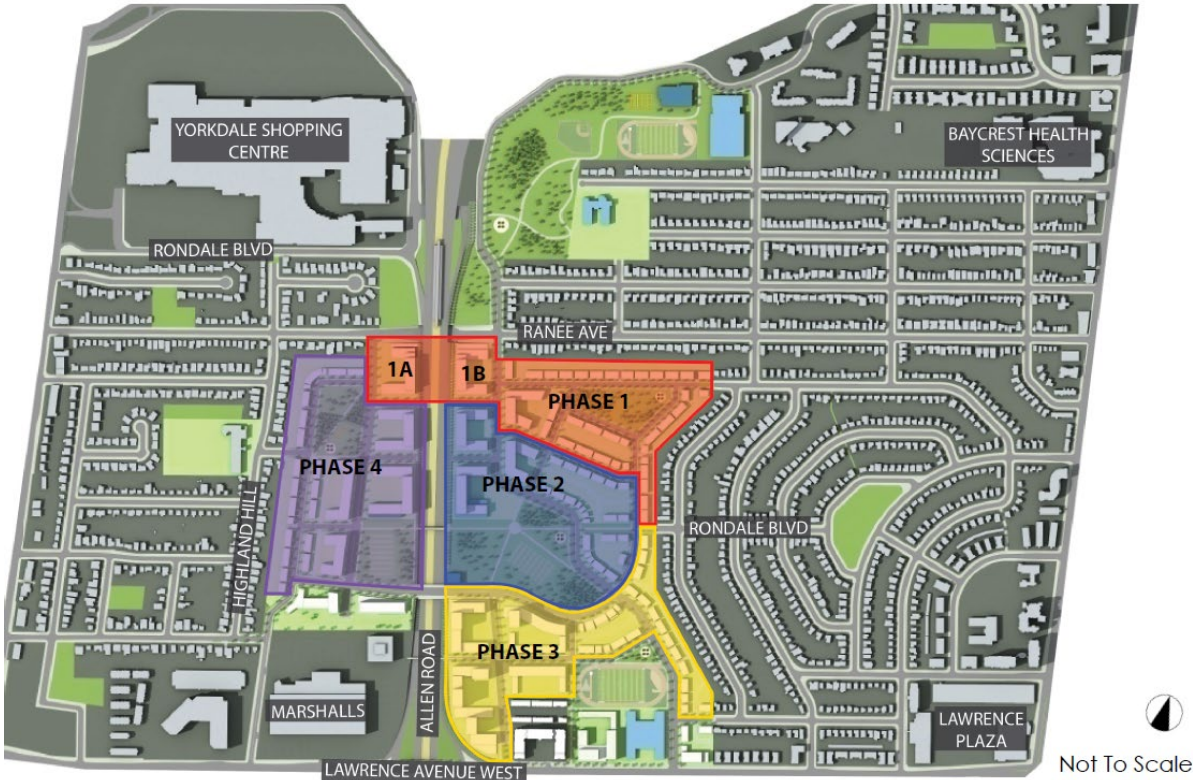 YORKDALE SHOPPING
CENTRE
BAYCREST HEALTH
SCIENCES
RONDALE BLVD
RANEE AVE
1A
1B
PHASE 1
PHASE 4
PHASE 2
HIGHLAND HILL
RONDALE BLVD
PHASE 3
ALLEN ROAD
MARSHALLS
LAWRENCE
PLAZA
LAWRENCE AVENUE WEST
Not To Scale